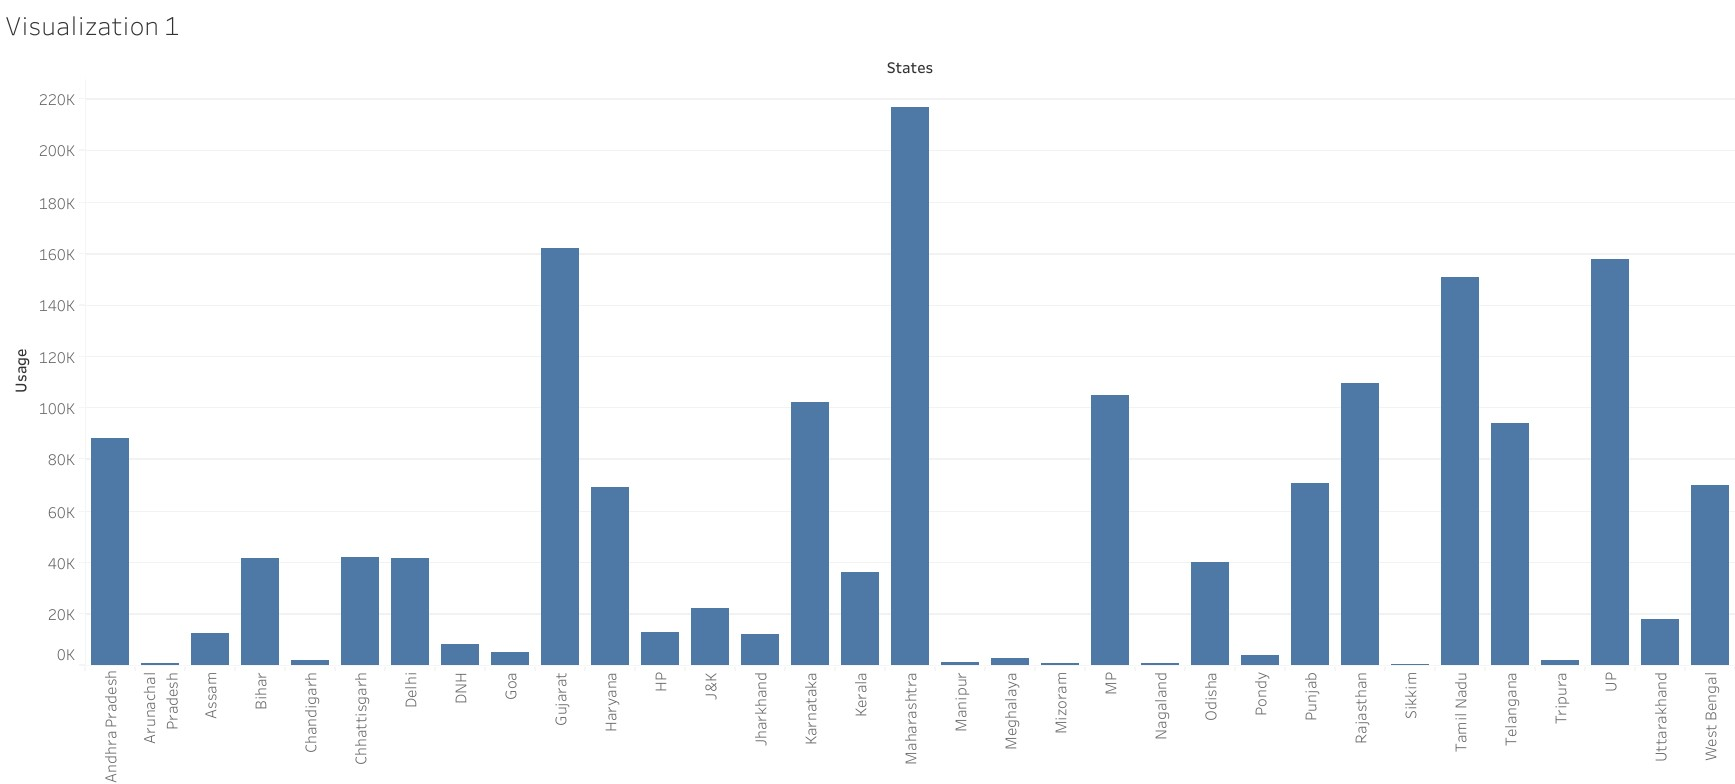 Visualization 1
States
220K
200K
180K
160K
140K
120K
100K
80K
60K
40K
20K
0K
Usage
Andhra Pradesh
Arunachal
Pradesh
Assam
Bihar
Chandigarh
Chhattisgarh
Delhi
DNH
Goa
Gujarat
Haryana
HP
J&K
Jharkhand
Karnataka
Kerala
Maharashtra
Manipur
Meghalaya
Mizoram
MP
Nagaland
Odisha
Pondy
Punjab
Rajasthan
Sikkim
Tamil Nadu
Telangana
Tripura
UP
Uttarakhand
West Bengal